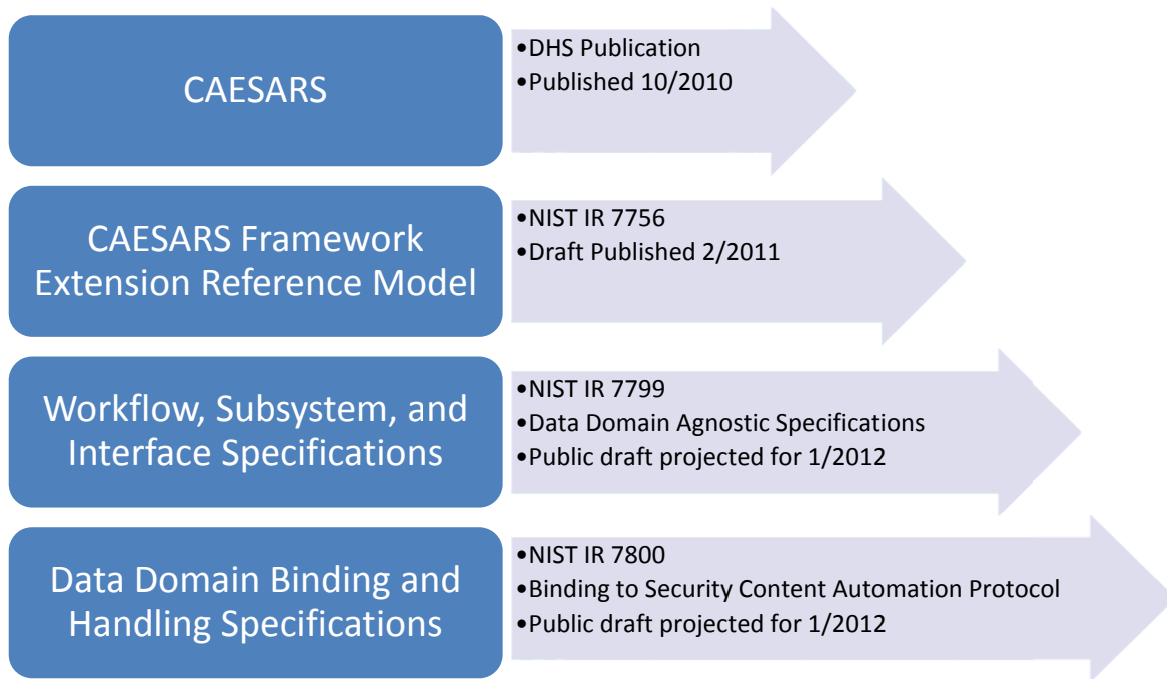 CAESARS
•DHS Publication
•Published 10/2010
CAESARS Framework
Extension Reference Model
•NIST IR 7756
•Draft Published 2/2011
Workflow, Subsystem, and
Interface Specifications
•NIST IR 7799
•Data Domain Agnostic Specifications
•Public draft projected for 1/2012
Data Domain Binding and
Handling Specifications
•NIST IR 7800
•Binding to Security Content Automation Protocol
•Public draft projected for 1/2012